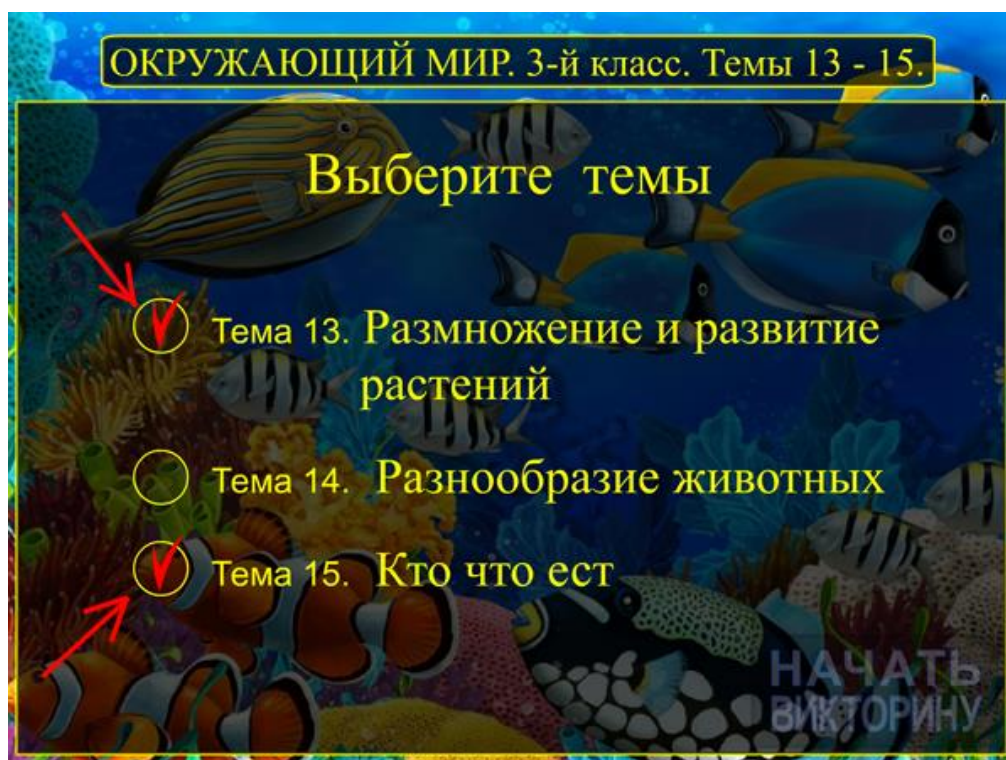 ОКРУЖАЮЩИЙ МИР. 3-й класс. Темы 13 - 15.
Выберите темы
Тема 13. Размножение и развитие
растений
Тема 14. Разнообразие животных
Тема 15. Кто что ест
НАЧАТЬ
ВИКТОРИНУ